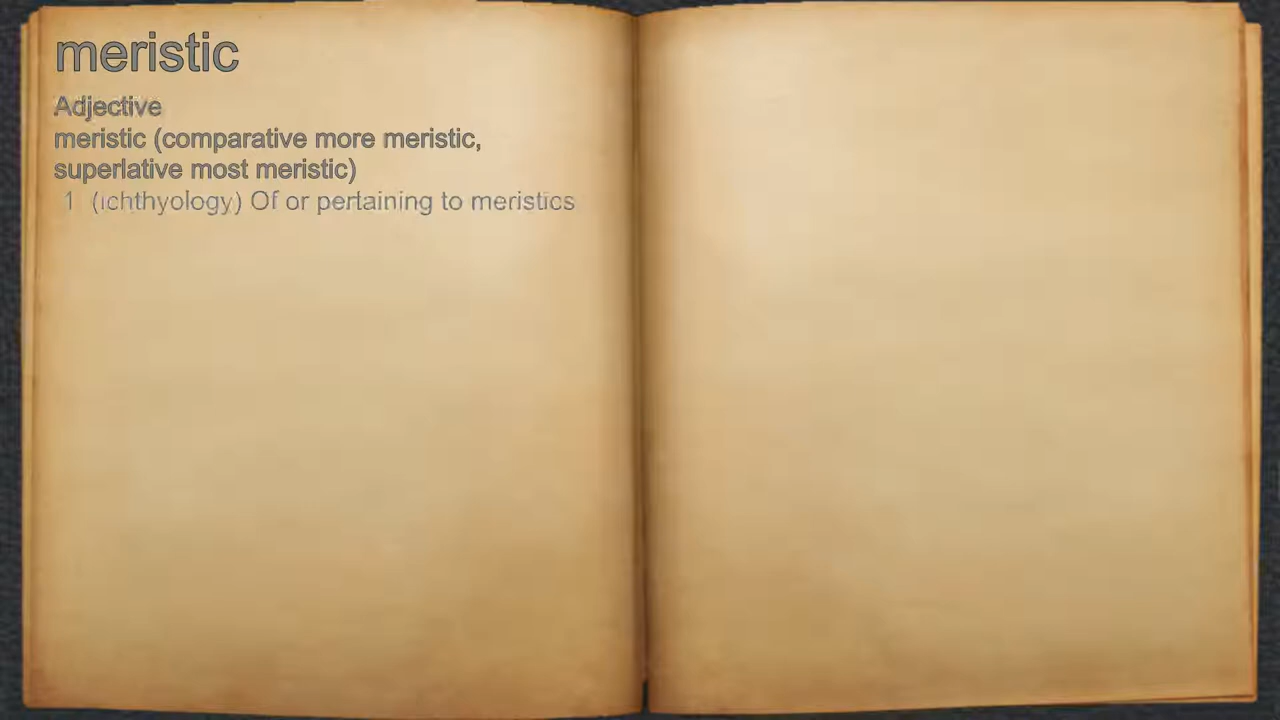 meristic
Adjective
meristic (comparative more meristic,
superlative most meristic)
1 (ichthyology) Of or pertaining to meristics